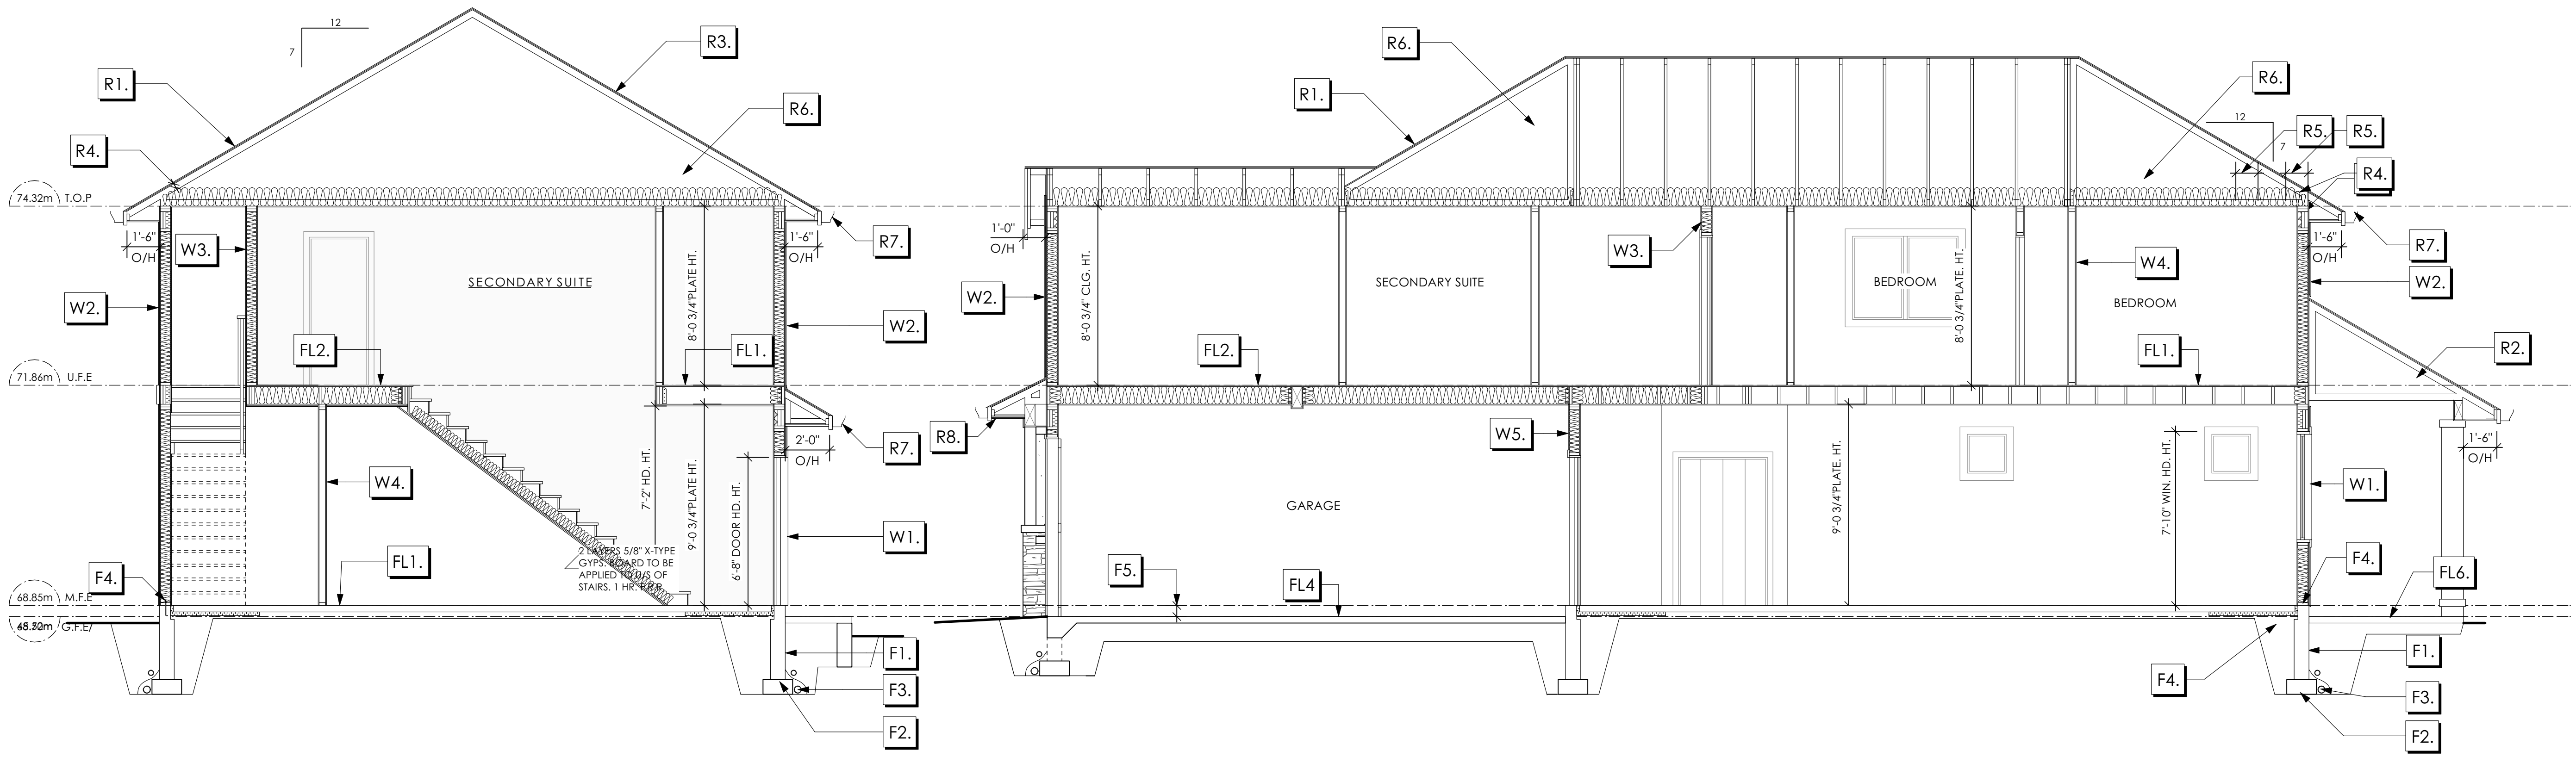 12
7
R3.
R1.
R6.
R4.
74.32m T.O.P
1'-6"
O/H
W3.
1'-6"
O/H
R7.
SECONDARY SUITE
8'-0 3/4"PLATE HT.
W2.
W2.
FL2.
FL1.
71.86m U.F.E
2'-0"
O/H
R7.
W4.
7'-2" HD. HT.
9'-0 3/4"PLATE HT.
6'-8" DOOR HD. HT.
W1.
2 LAYERS 5/8" X-TYPE
GYPS. BOARD TO BE
APPLIED TO U/S OF
STAIRS. 1 HR. F.R.R.
FL1.
F4.
68.85m M.F.E
G.F.E/
F1.
F3.
F2.
R6.
R1.
R6.
12
7
R5.
R5.
R4.
1'-0"
O/H
W3.
1'-6"
O/H
R7.
8'-0 3/4" CLG. HT.
SECONDARY SUITE
BEDROOM
8'-0 3/4"PLATE. HT.
W4.
BEDROOM
W2.
W2.
FL2.
FL1.
R2.
R8.
W5.
1'-6"
O/H
GARAGE
9'-0 3/4"PLATE. HT.
7'-10" WIN. HD. HT.
W1.
F5.
FL4
F4.
FL6.
F4.
F1.
F3.
F2.